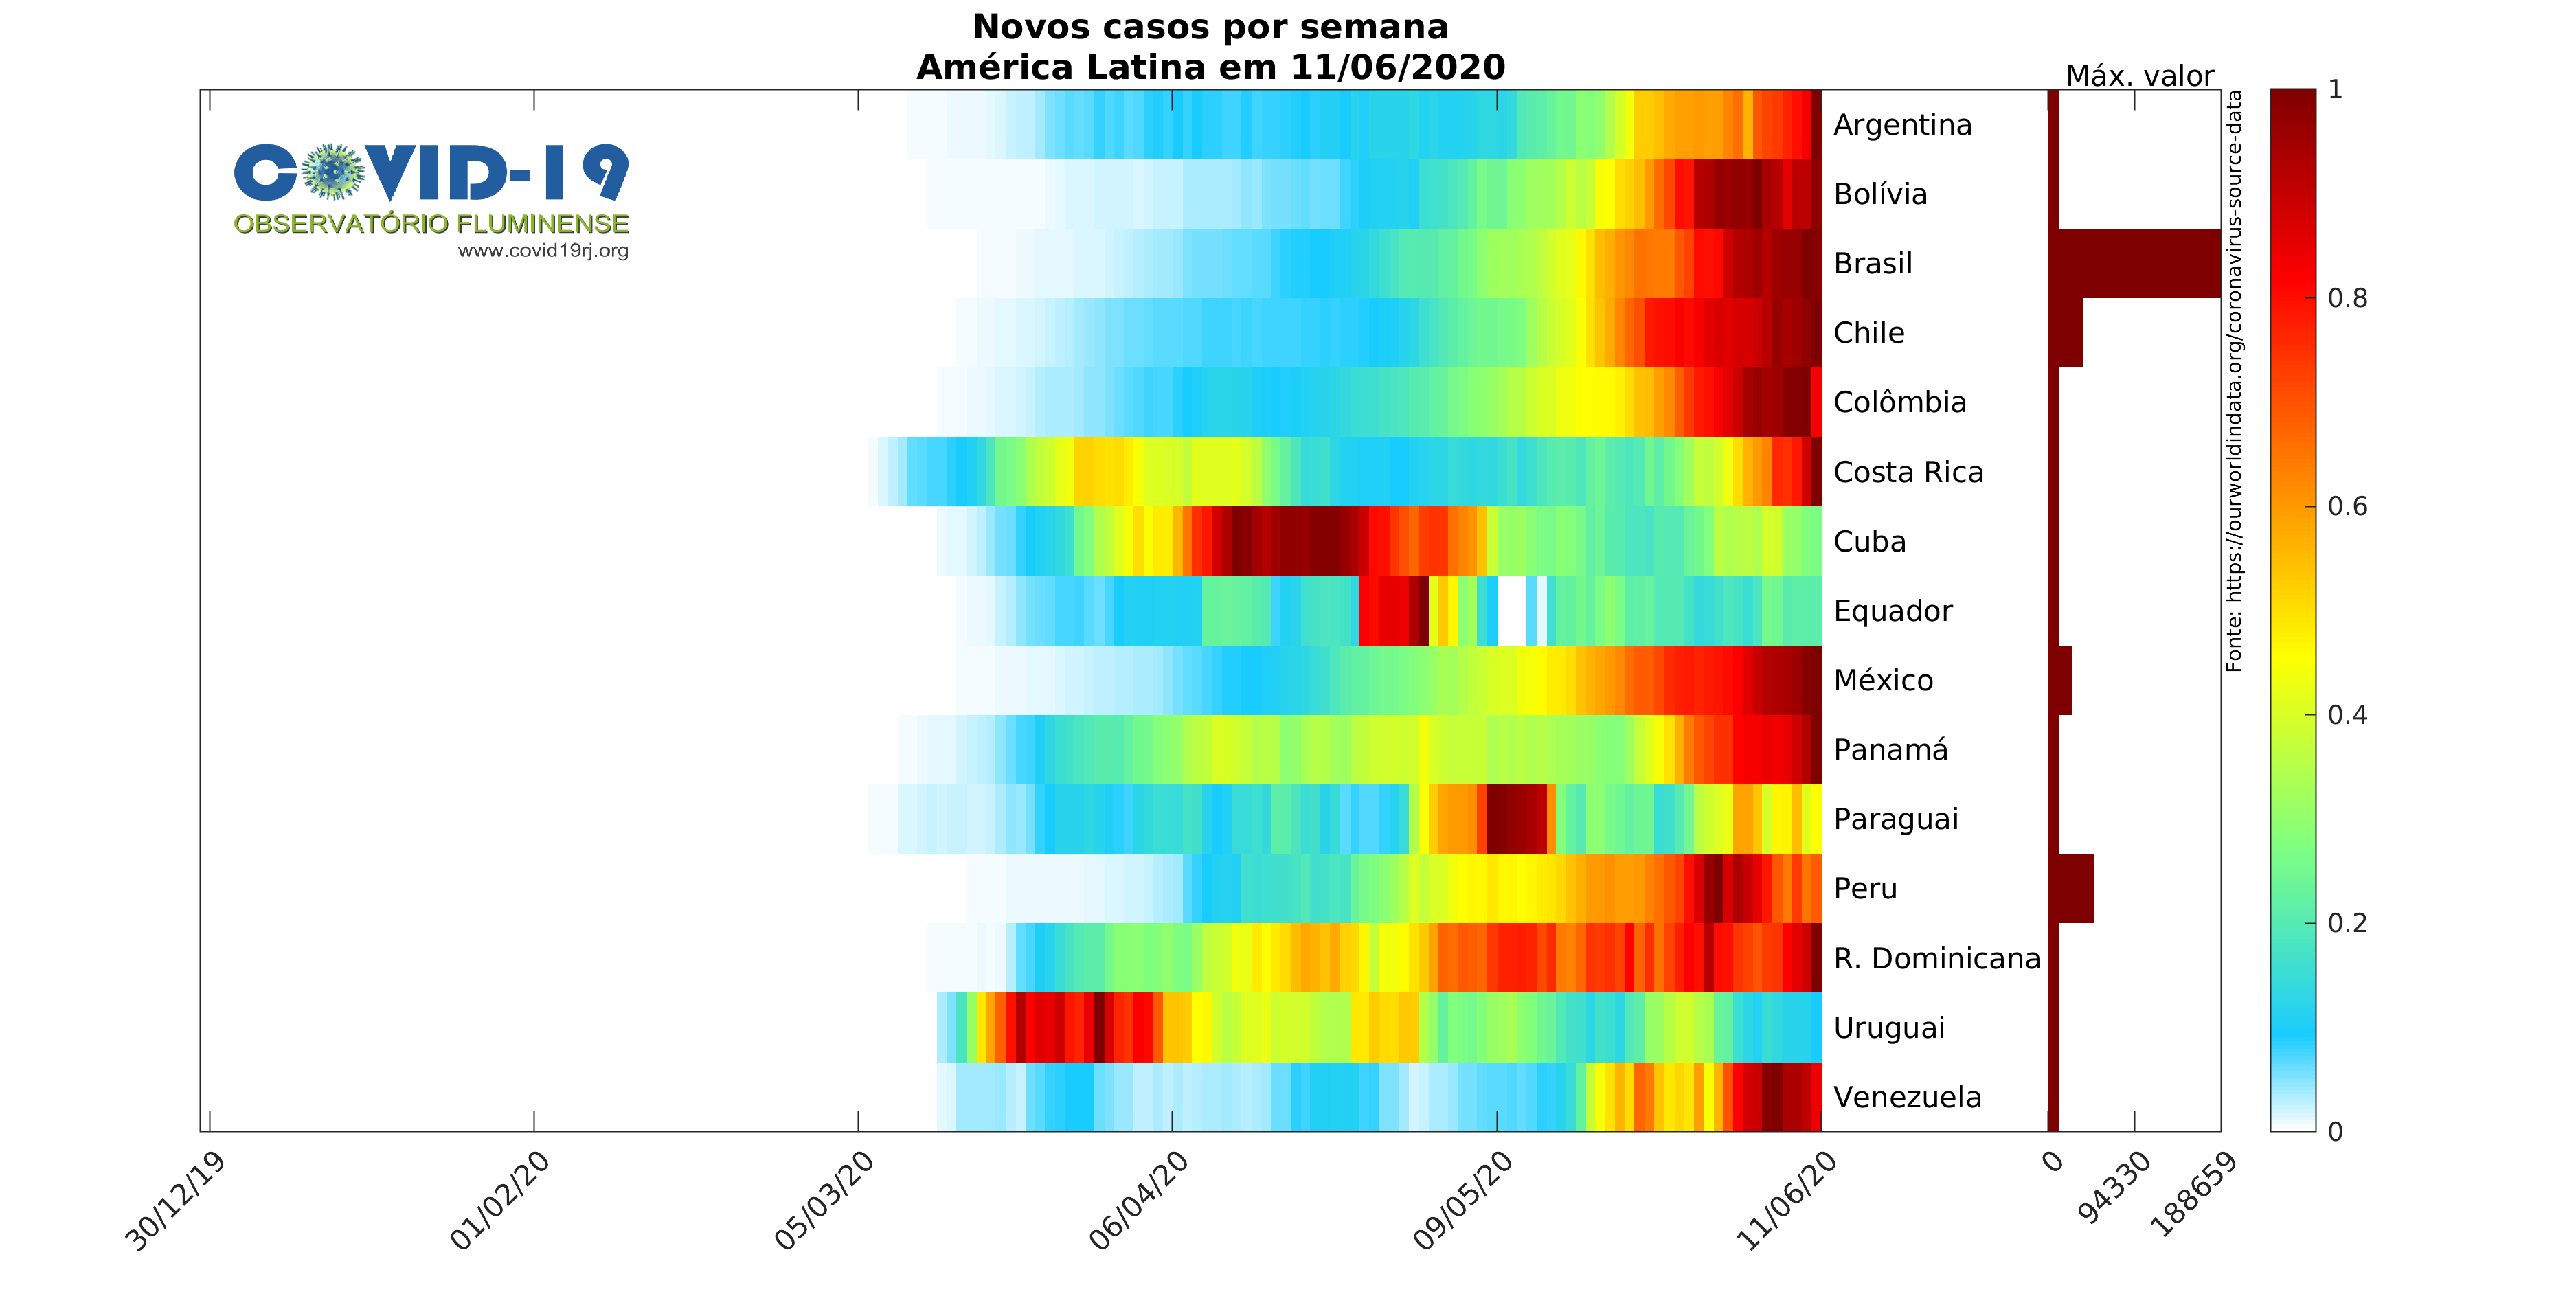 Novos casos por semana
América Latina em 11/06/2020
Máx. valor
COVID-19
OBSERVATÓRIO FLUMINENSE
www.covid19rj.org
Argentina
Bolívia
Brasil
Chile
Colômbia
Costa Rica
Cuba
Equador
México
Panamá
Paraguai
Peru
R. Dominicana
Uruguai
Venezuela
Fonte: https://ourworldindata.org/coronavirus-source-data
1
0.8
0.6
0.4
0.2
0
30/12/19
01/02/20
05/03/20
06/04/20
09/05/20
11/06/20
0
94330
188659